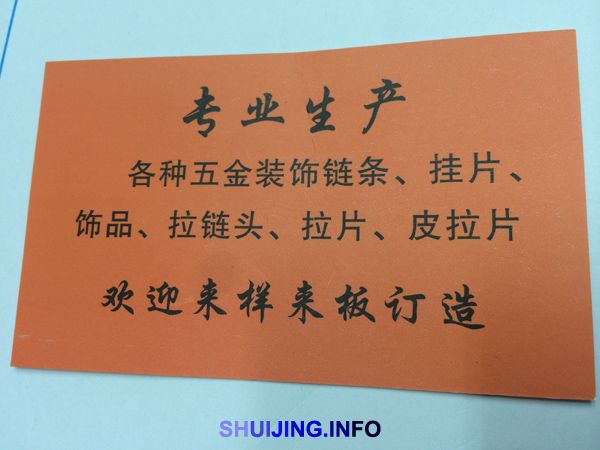 专业生产
各种五金装饰链条、挂片、
饰品、拉链头、拉片、皮拉片
欢迎来样来板订造
SHUIJING.INFO